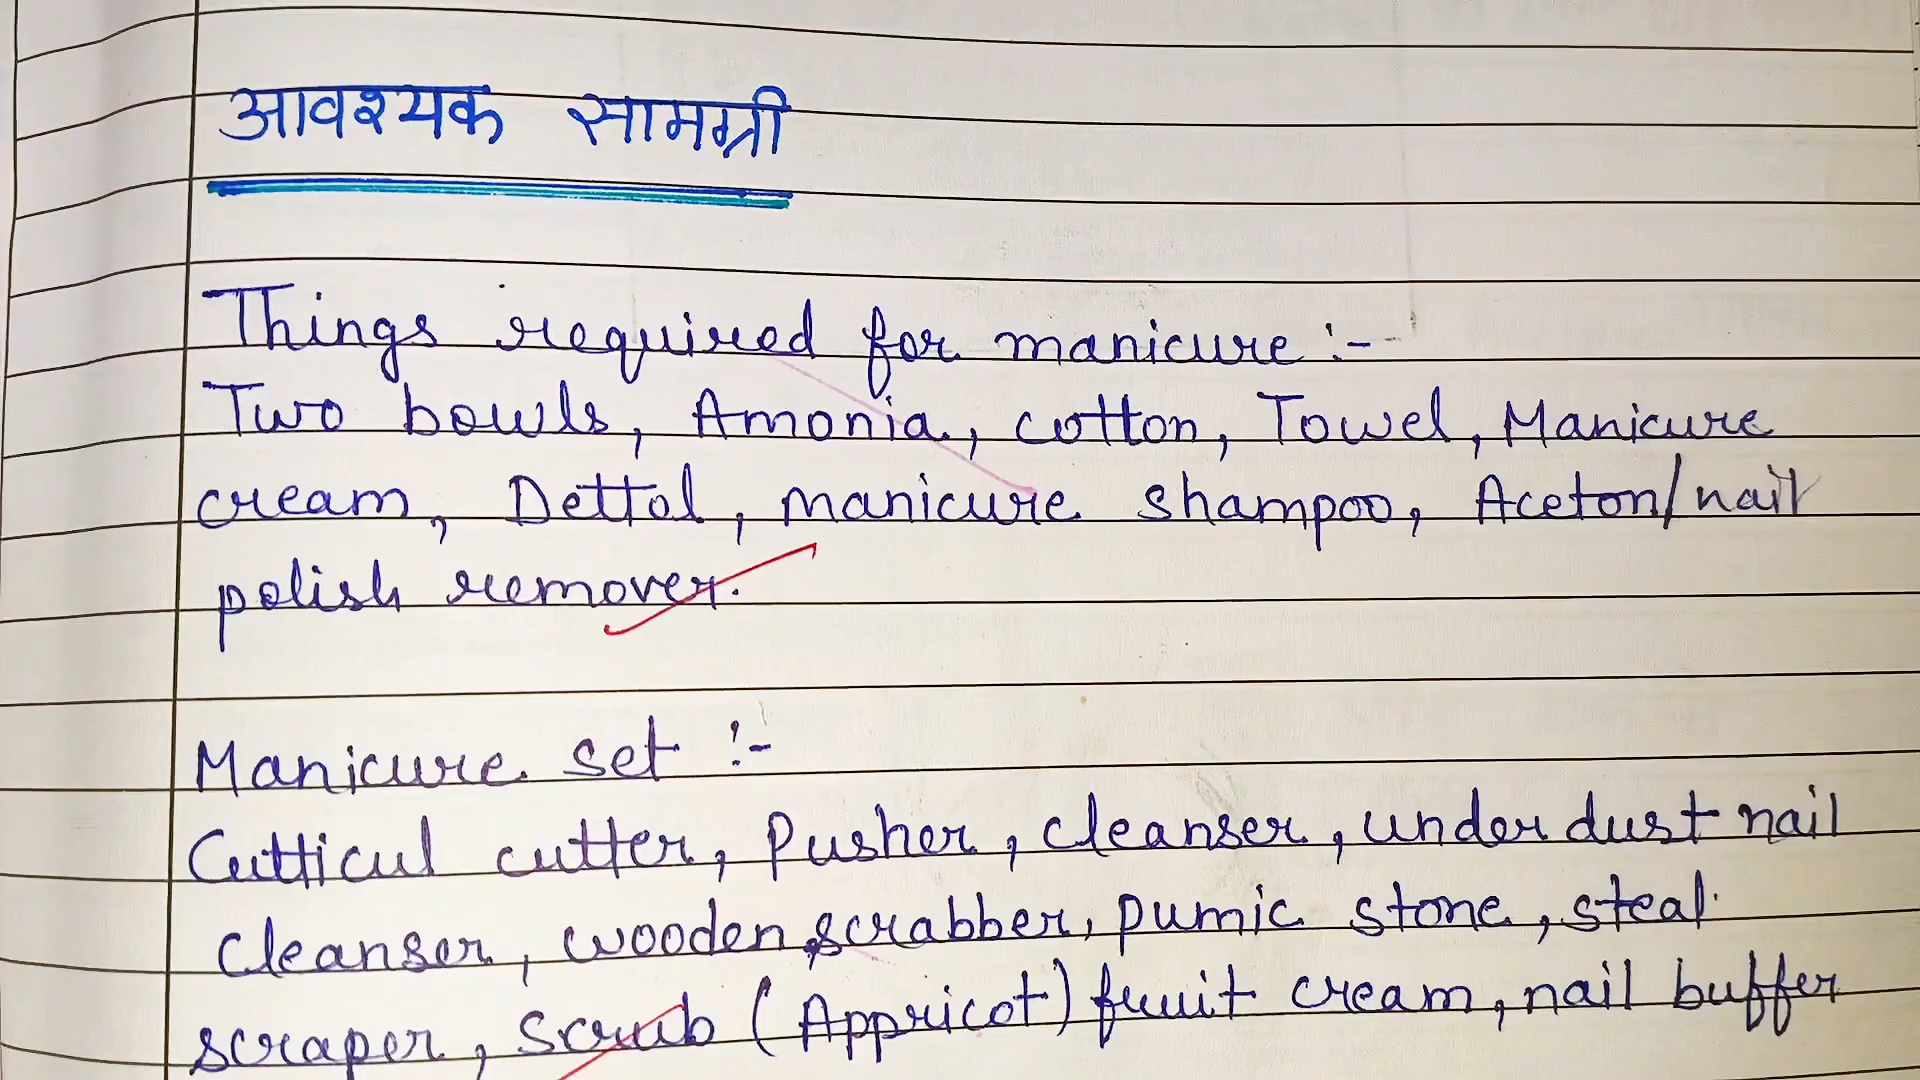 आवश्यक सामग्री
Things required for manicure :-
Two bowls, Amonia, cotton, Towel, Manicure
cream, Dettol, manicure shampoo, Aceton/nail
polish remover.
Manicure set :-
Cutticul cutter, Pusher, cleanser, under dust nail
cleanser, wooden scrabber, pumic stone, steal
scraper, scrub (Appricot) fruit cream, nail buffer